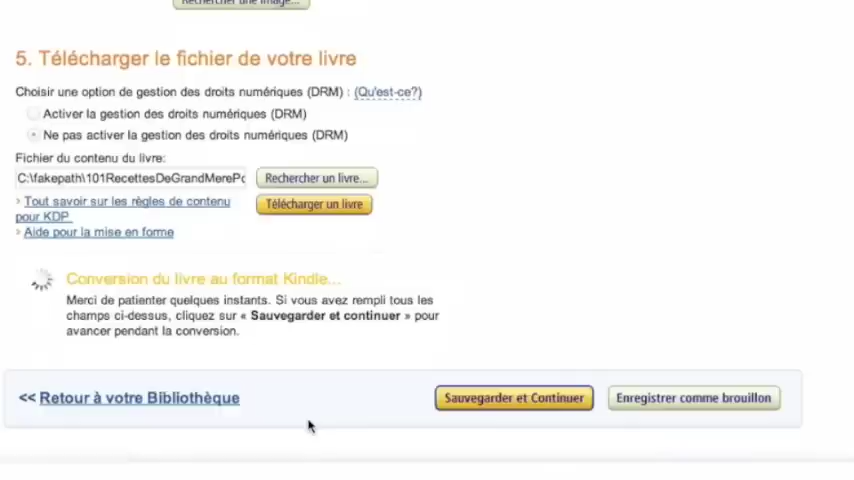 Rechercher une image...
5. Télécharger le fichier de votre livre
Choisir une option de gestion des droits numériques (DRM) : (Qu'est-ce?)
Activer la gestion des droits numériques (DRM)
Ne pas activer la gestion des droits numériques (DRM)
Fichier du contenu du livre:
C:\fakepath\101RecettesDeGrandMerePo Rechercher un livre...
> Tout savoir sur les règles de contenu
pour KDP
Télécharger un livre
> Aide pour la mise en forme
Conversion du livre au format Kindle...
Merci de patienter quelques instants. Si vous avez rempli tous les
champs ci-dessus, cliquez sur « Sauvegarder et continuer » pour
avancer pendant la conversion.
<< Retour à votre Bibliothèque Sauvegarder et Continuer Enregistrer comme brouillon